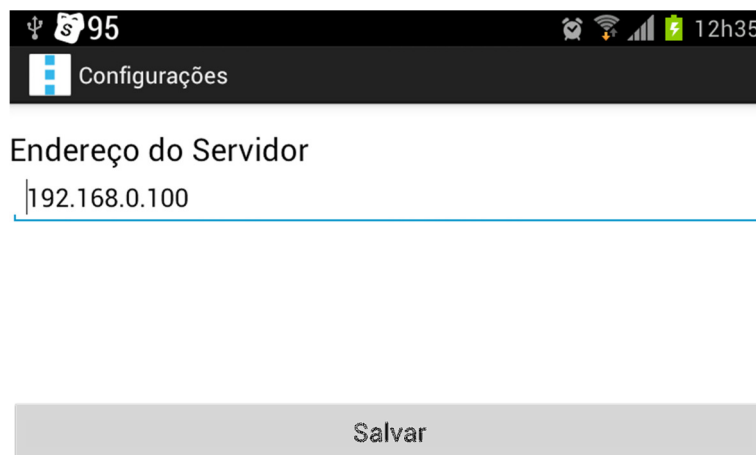 95 12h35
Configurações
Endereço do Servidor
192.168.0.100
Salvar